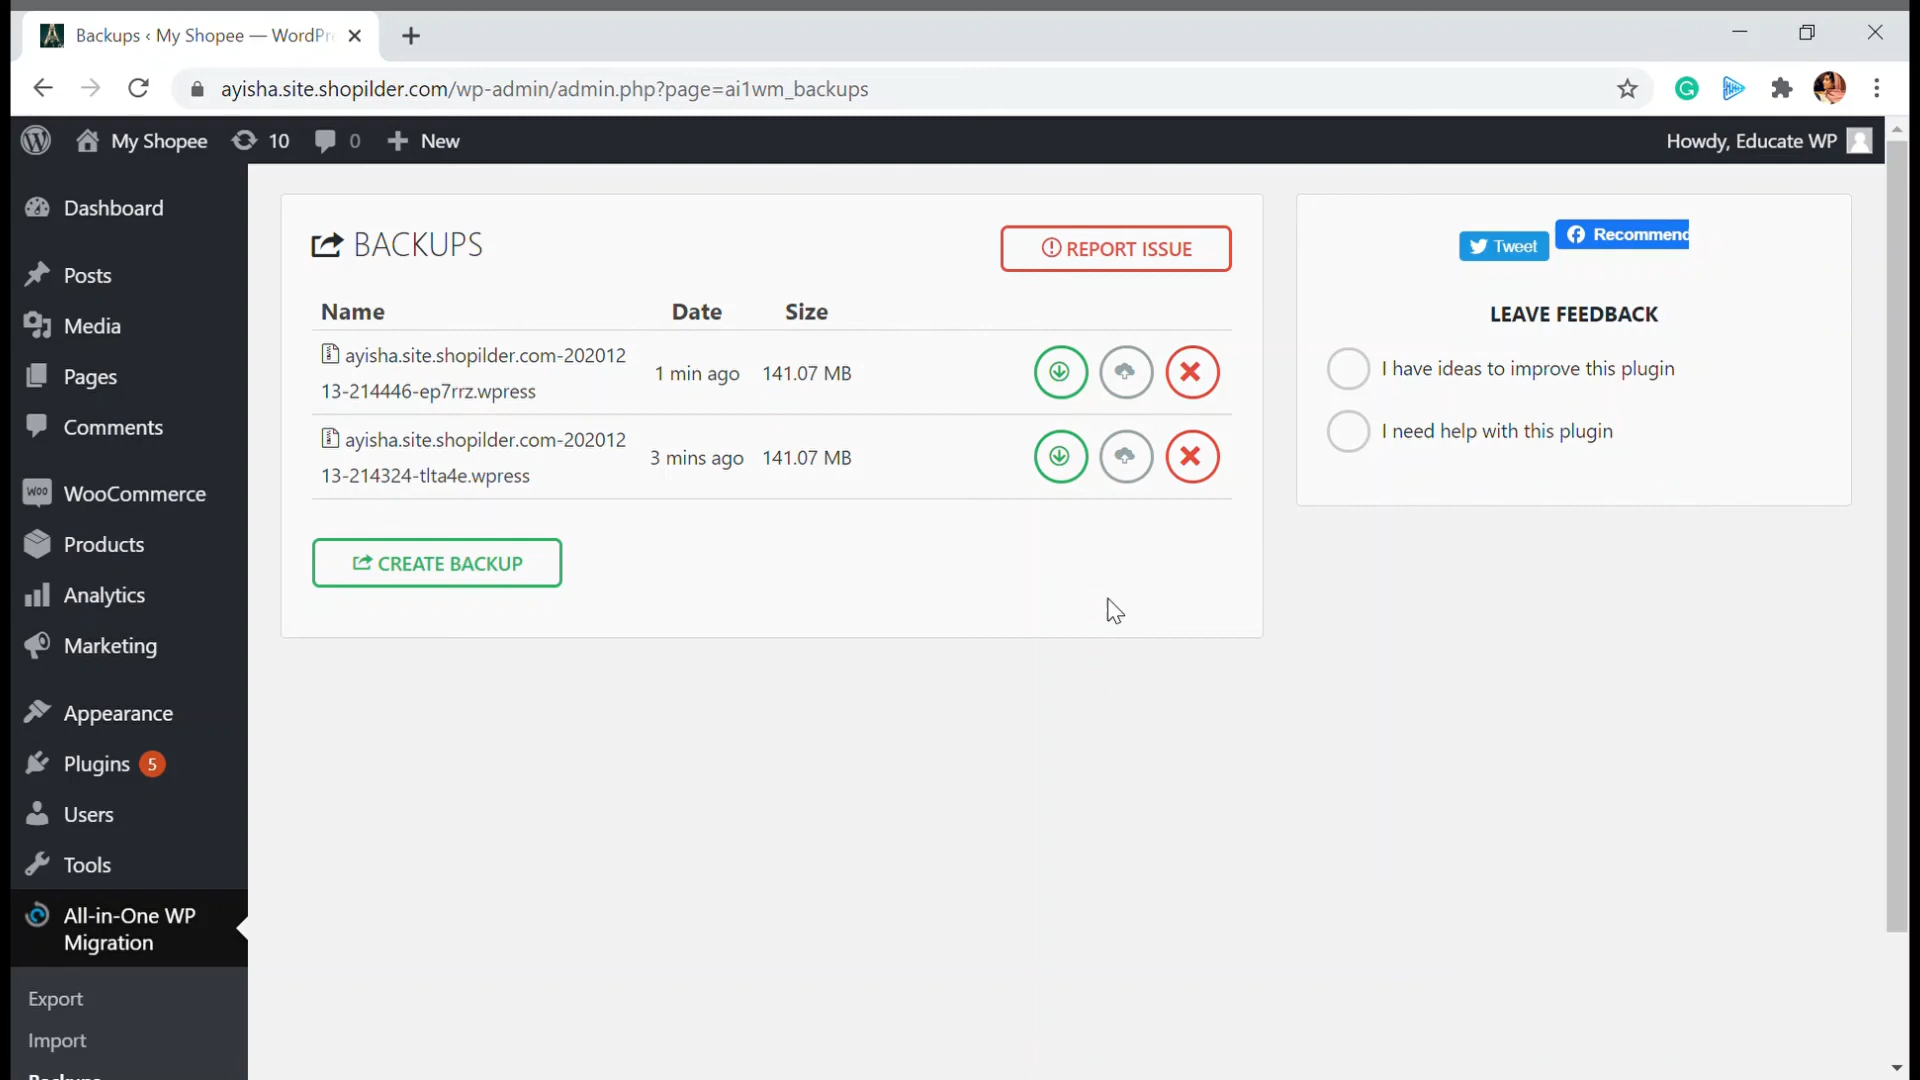 Backups ‹ My Shopee — WordPr
ayisha.site.shopilder.com/wp-admin/admin.php?page=ai1wm_backups
My Shopee 10 0 New
Howdy, Educate WP
Dashboard
Posts
Media
Pages
Comments
WooCommerce
Products
Analytics
Marketing
Appearance
Plugins 5
Users
Tools
All-in-One WP
Migration
Export
Import
Backups
BACKUPS
REPORT ISSUE
Name Date Size
ayisha.site.shopilder.com-202012
13-214446-ep7rrz.wpress
1 min ago 141.07 MB
ayisha.site.shopilder.com-202012
13-214324-tlta4e.wpress
3 mins ago 141.07 MB
CREATE BACKUP
Tweet
Recommend
LEAVE FEEDBACK
I have ideas to improve this plugin
I need help with this plugin